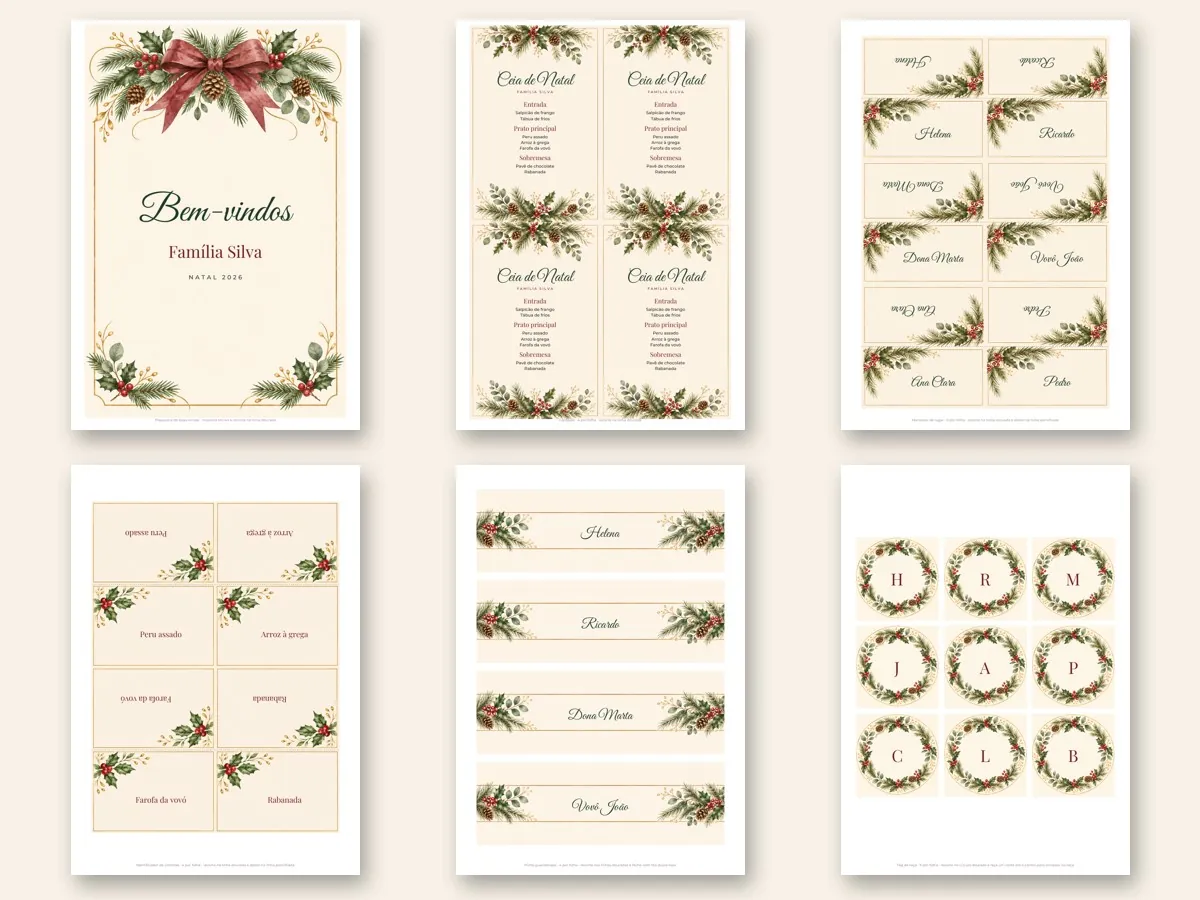 Bem-vindos
Família Silva
NATAL 2026
Ceia de Natal
FAMÍLIA SILVA
Entrada
Salpicão de frango
Tábua de frios
Prato principal
Peru assado
Arroz à grega
Farofa da vovó
Sobremesa
Pavê de chocolate
Rabanada
Ceia de Natal
FAMÍLIA SILVA
Entrada
Salpicão de frango
Tábua de frios
Prato principal
Peru assado
Arroz à grega
Farofa da vovó
Sobremesa
Pavê de chocolate
Rabanada
Ceia de Natal
FAMÍLIA SILVA
Entrada
Salpicão de frango
Tábua de frios
Prato principal
Peru assado
Arroz à grega
Farofa da vovó
Sobremesa
Pavê de chocolate
Rabanada
Ceia de Natal
FAMÍLIA SILVA
Entrada
Salpicão de frango
Tábua de frios
Prato principal
Peru assado
Arroz à grega
Farofa da vovó
Sobremesa
Pavê de chocolate
Rabanada
Helena
Ricardo
Helena
Ricardo
Dona Marta
Vovô João
Dona Marta
Vovô João
Ana Clara
Pedro
Ana Clara
Pedro
Peru assado
Arroz à grega
Peru assado
Arroz à grega
Farofa da vovó
Rabanada
Farofa da vovó
Rabanada
Helena
Ricardo
Dona Marta
Vovô João
H
R
M
J
A
P
C
L
B